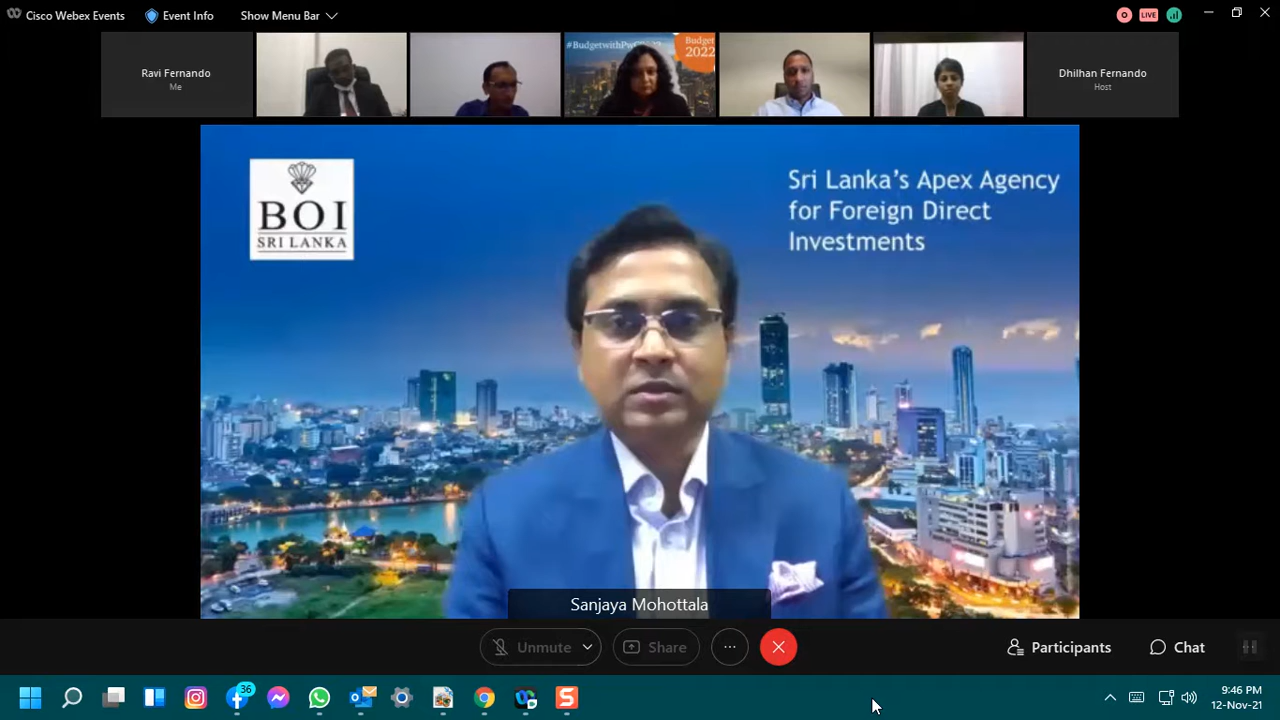 Cisco Webex Events
Event Info
Show Menu Bar
LIVE
Ravi Fernando
Me
#BudgetwithPwC
Budget
2022
Dhilhan Fernando
Host
BOI
SRI LANKA
Sri Lanka's Apex Agency
for Foreign Direct
Investments
Sanjaya Mohottala
Unmute
Share
Participants
Chat
36
9:46 PM
12-Nov-21